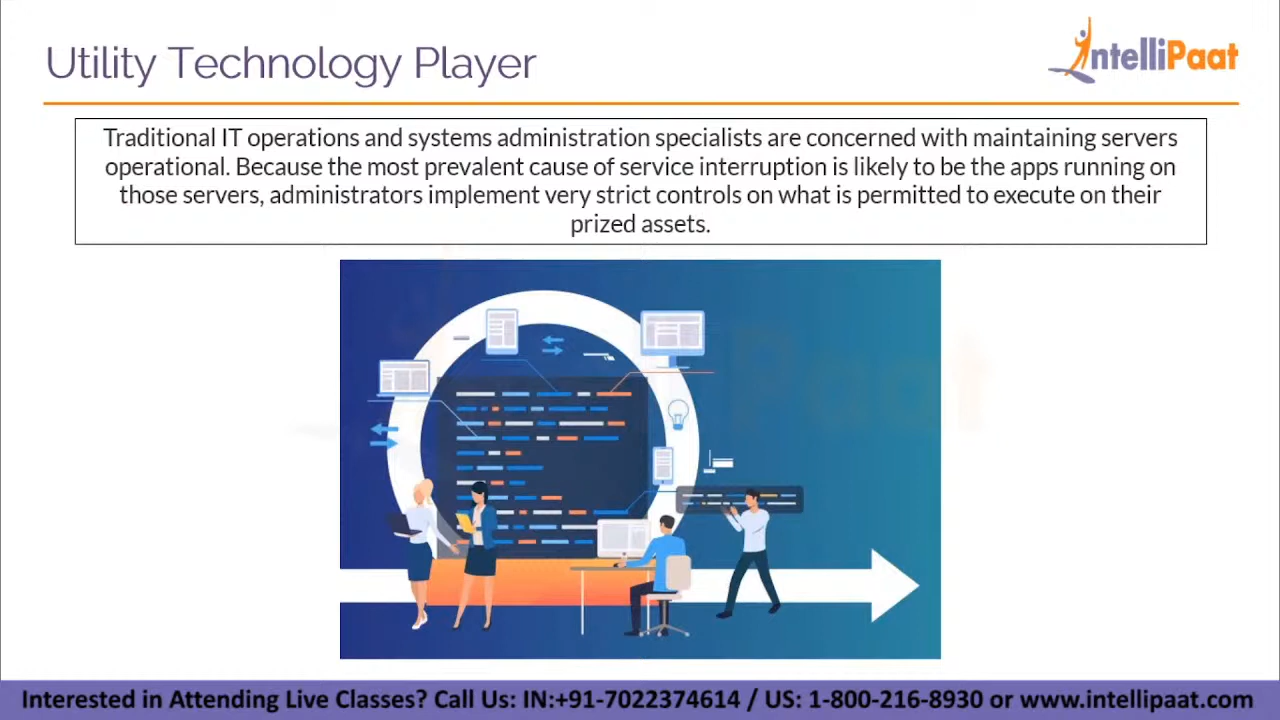 Utility Technology Player
IntelliPaat
Traditional IT operations and systems administration specialists are concerned with maintaining servers
operational. Because the most prevalent cause of service interruption is likely to be the apps running on
those servers, administrators implement very strict controls on what is permitted to execute on their
prized assets.
Interested in Attending Live Classes? Call Us: IN:+91-7022374614 / US: 1-800-216-8930 or www.intellipaat.com